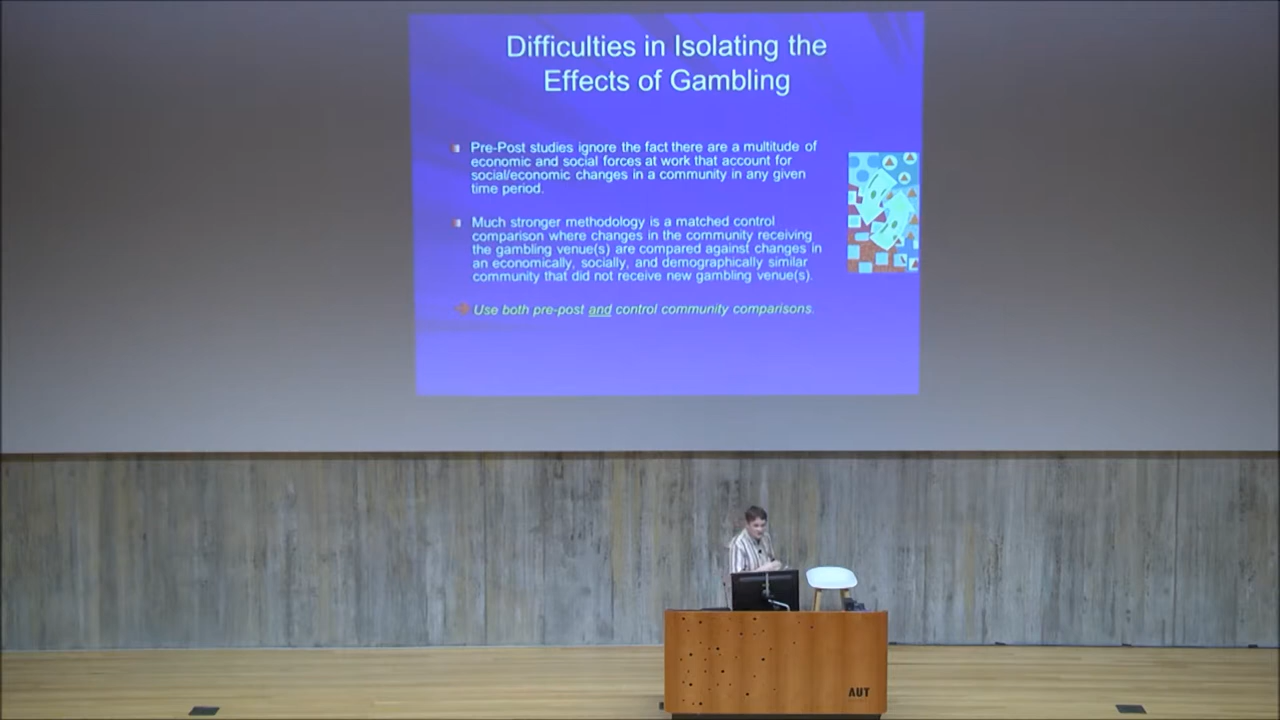 Difficulties in Isolating the
Effects of Gambling
Pre-Post studies ignore the fact there are a multitude of
economic and social forces at work that account for
social/economic changes in a community in any given
time period.
Much stronger methodology is a matched control
comparison where changes in the community receiving
the gambling venue(s) are compared against changes in
an economically, socially, and demographically similar
community that did not receive new gambling venue(s).
Use both pre-post and control community comparisons.
AUT